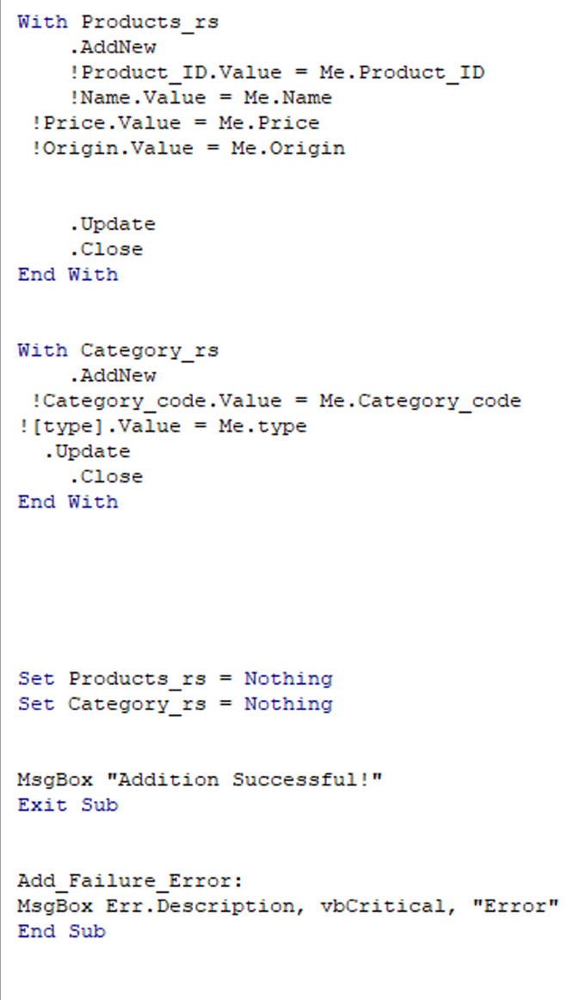 With Products_rs
.AddNew
!Product_ID.Value = Me.Product_ID
!Name.Value = Me.Name
!Price.Value = Me.Price
!Origin.Value = Me.Origin
.Update
.Close
End With
With Category_rs
.AddNew
!Category_code.Value = Me.Category_code
![type].Value = Me.type
.Update
.Close
End With
Set Products_rs = Nothing
Set Category_rs = Nothing
MsgBox "Addition Successful!"
Exit Sub
Add_Failure_Error:
MsgBox Err.Description, vbCritical, "Error"
End Sub